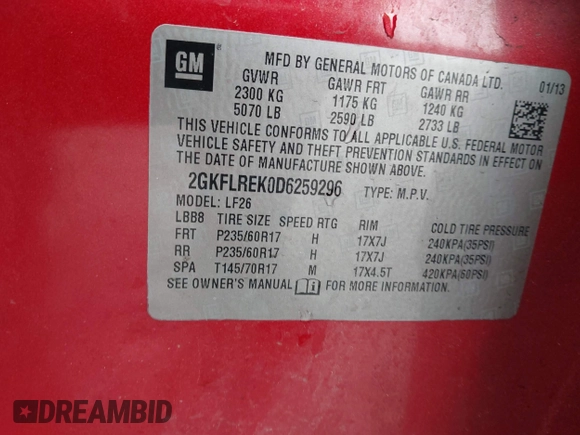 GM ®
MFD BY GENERAL MOTORS OF CANADA LTD.
01/13
GVWR GAWR FRT GAWR RR
2300 KG 1175 KG 1240 KG
5070 LB 2590 LB 2733 LB
THIS VEHICLE CONFORMS TO ALL APPLICABLE U.S. FEDERAL MOTOR
VEHICLE SAFETY AND THEFT PREVENTION STANDARDS IN EFFECT ON
THE DATE OF MANUFACTURE SHOWN ABOVE.
2GKFLREK0D6259296 TYPE: M.P.V.
MODEL: LF26
LBB8 TIRE SIZE SPEED RTG RIM COLD TIRE PRESSURE
FRT P235/60R17 H 17X7J 240KPA(35PSI)
RR P235/60R17 H 17X7J 240KPA(35PSI)
SPA T145/70R17 M 17X4.5T 420KPA(60PSI)
SEE OWNER'S MANUAL FOR MORE INFORMATION.
DREAMBID